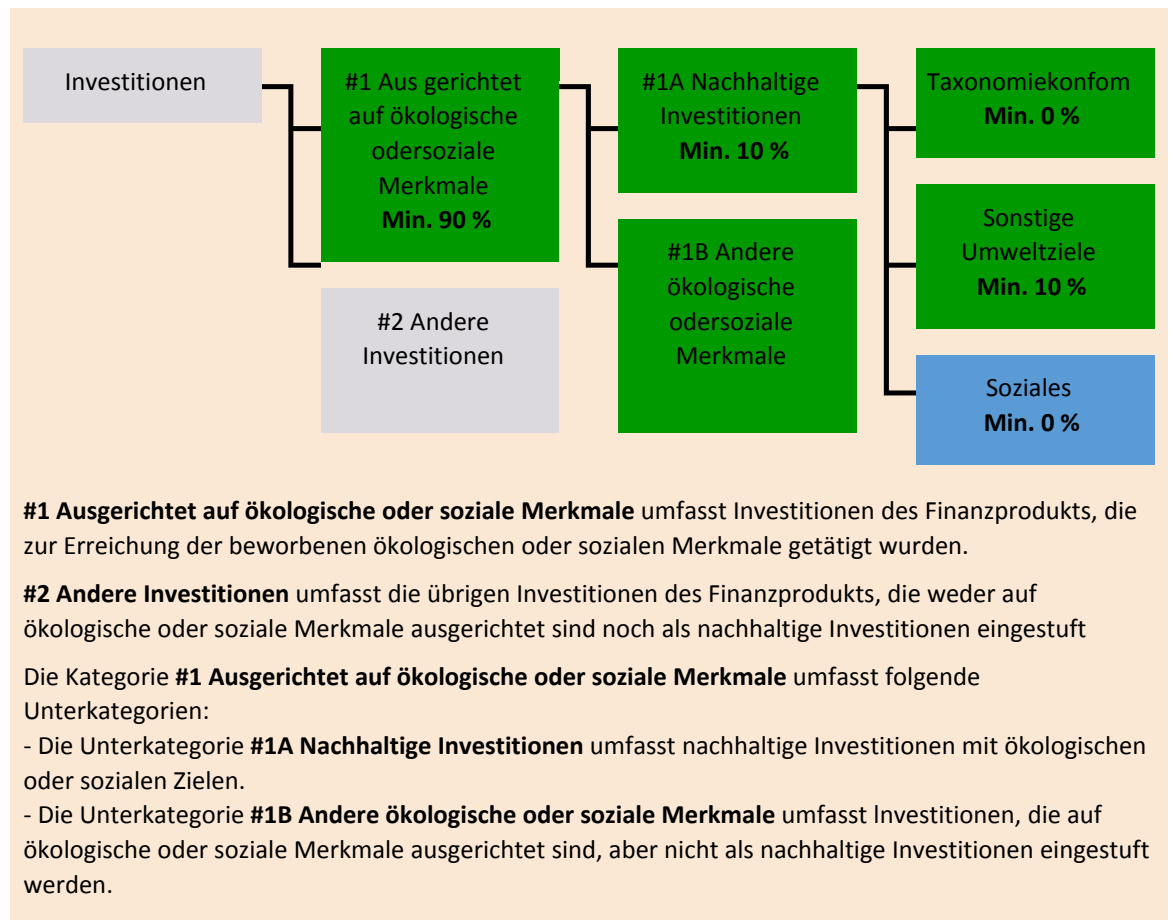 Investitionen
#1 Aus gerichtet
auf ökologische
odersoziale
Merkmale
Min. 90 %
#2 Andere
Investitionen
#1A Nachhaltige
Investitionen
Min. 10 %
#1B Andere
ökologische
odersoziale
Merkmale
Taxonomiekonfom
Min. 0 %
Sonstige
Umweltziele
Min. 10 %
Soziales
Min. 0 %
#1 Ausgerichtet auf ökologische oder soziale Merkmale umfasst Investitionen des Finanzprodukts, die
zur Erreichung der beworbenen ökologischen oder sozialen Merkmale getätigt wurden.
#2 Andere Investitionen umfasst die übrigen Investitionen des Finanzprodukts, die weder auf
ökologische oder soziale Merkmale ausgerichtet sind noch als nachhaltige Investitionen eingestuft
Die Kategorie #1 Ausgerichtet auf ökologische oder soziale Merkmale umfasst folgende
Unterkategorien:
- Die Unterkategorie #1A Nachhaltige Investitionen umfasst nachhaltige Investitionen mit ökologischen
oder sozialen Zielen.
- Die Unterkategorie #1B Andere ökologische oder soziale Merkmale umfasst lnvestitionen, die auf
ökologische oder soziale Merkmale ausgerichtet sind, aber nicht als nachhaltige Investitionen eingestuft
werden.